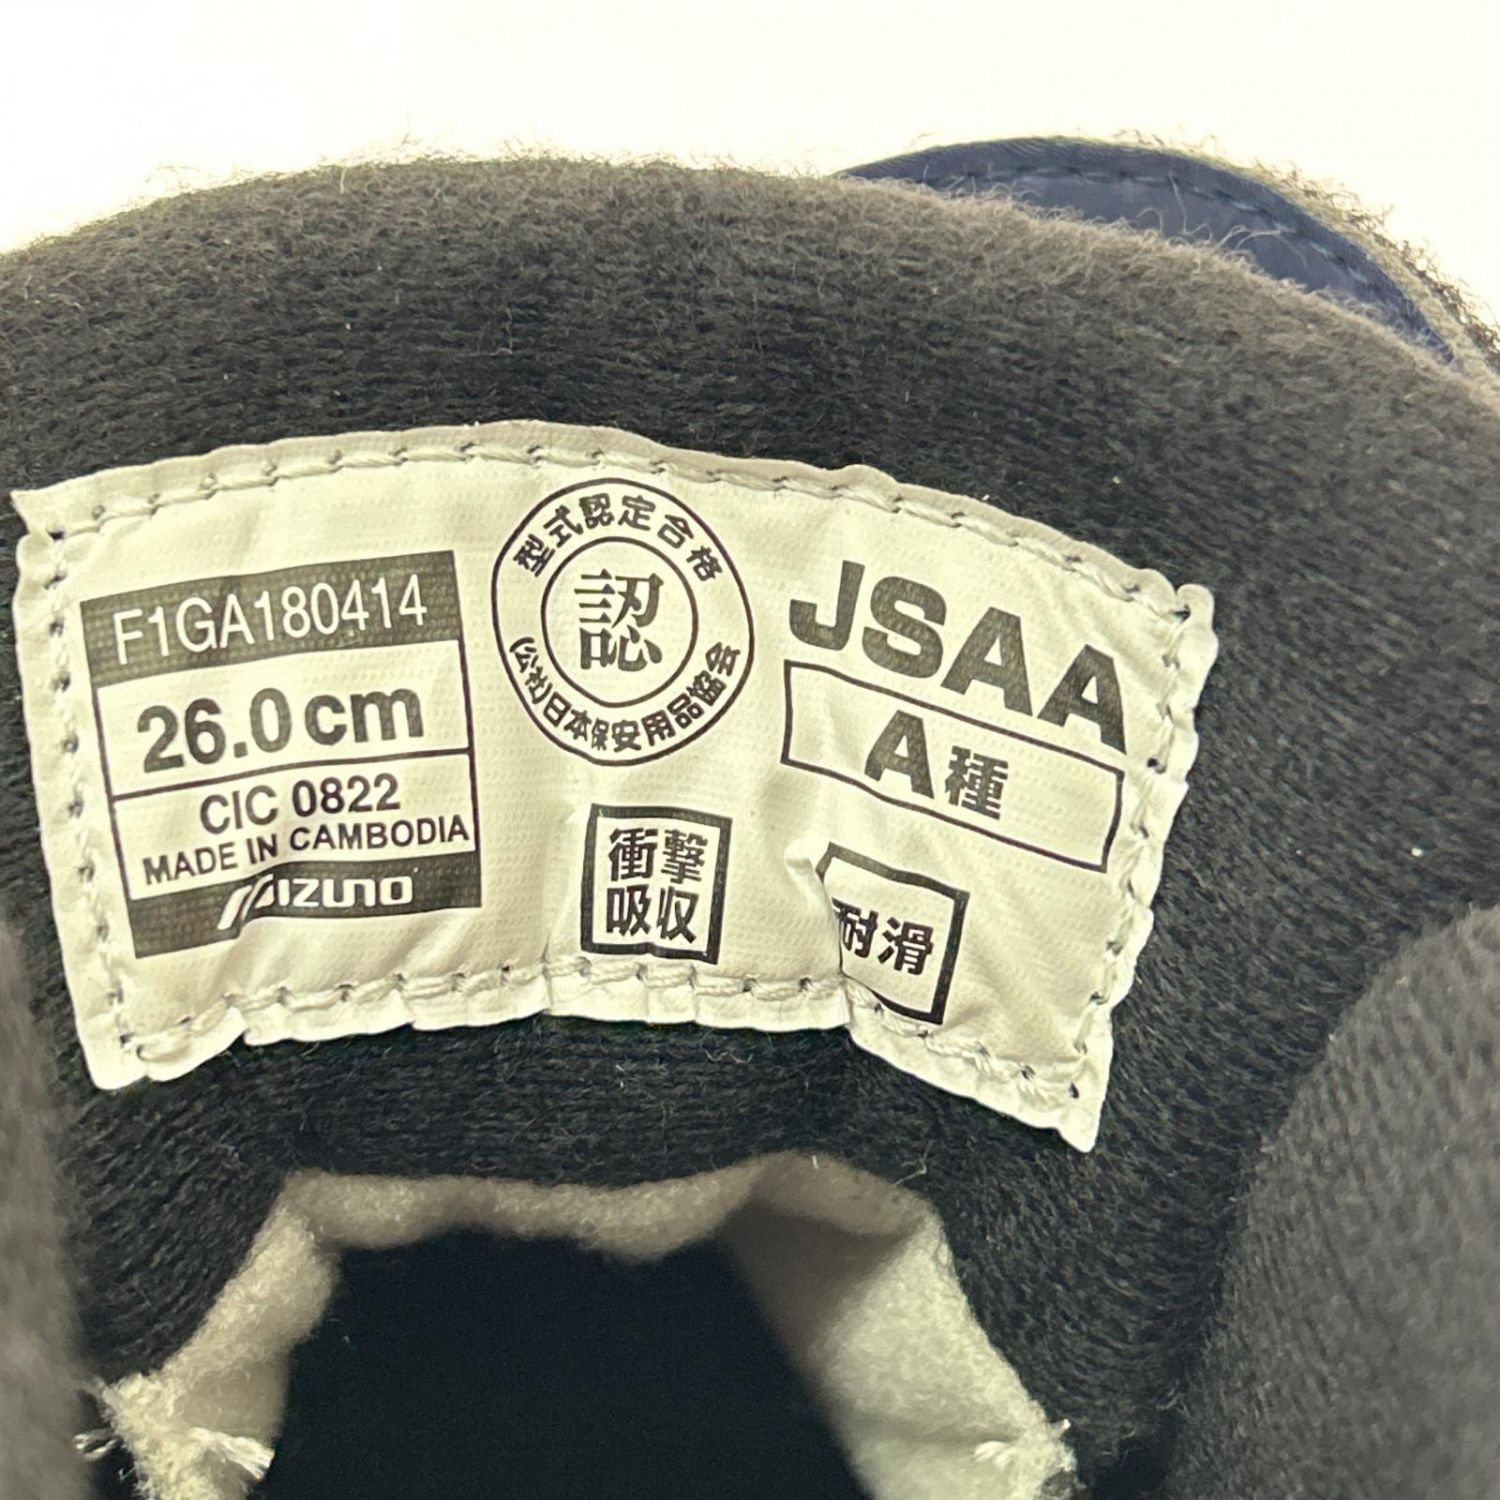 F1GA180414
26.0cm
CIC 0822
MADE IN CAMBODIA
MIZUNO
型式認定合格
認
(公社)日本保安用品協会
JSAA
A種
衝撃
吸収
耐滑